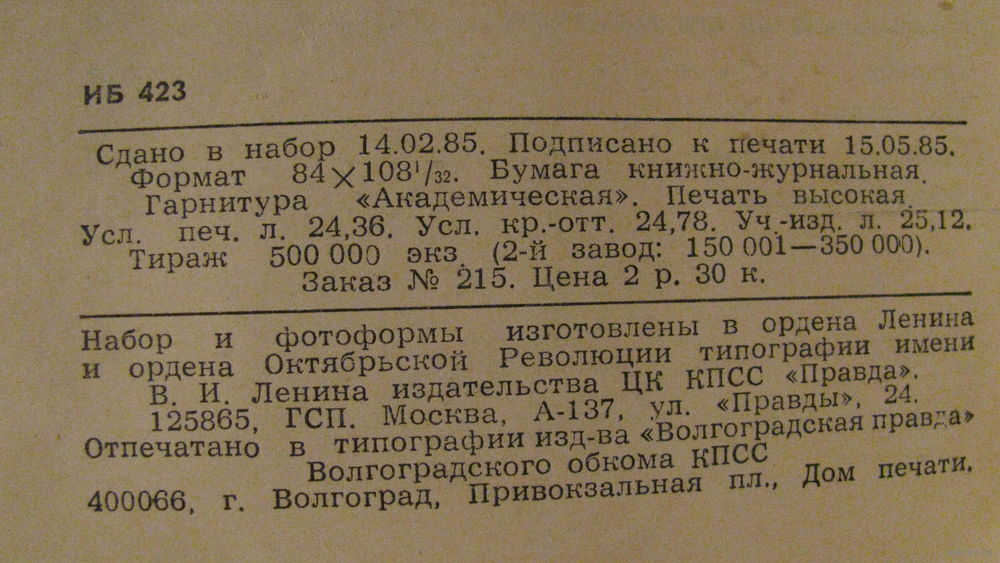 ИБ 423
Сдано в набор 14.02.85. Подписано к печати 15.05.85.
Формат 84×108¹/₃₂. Бумага книжно-журнальная.
Гарнитура «Академическая». Печать высокая.
Усл. печ. л. 24,36. Усл. кр.-отт. 24,78. Уч.-изд. л. 25,12.
Тираж 500 000 экз. (2-й завод: 150 001—350 000).
Заказ № 215. Цена 2 р. 30 к.
Набор и фотоформы изготовлены в ордена Ленина
и ордена Октябрьской Революции типографии имени
В. И. Ленина издательства ЦК КПСС «Правда».
125865, ГСП. Москва, А-137, ул. «Правды», 24.
Отпечатано в типографии изд-ва «Волгоградская правда»
Волгоградского обкома КПСС
400066, г. Волгоград, Привокзальная пл., Дом печати.